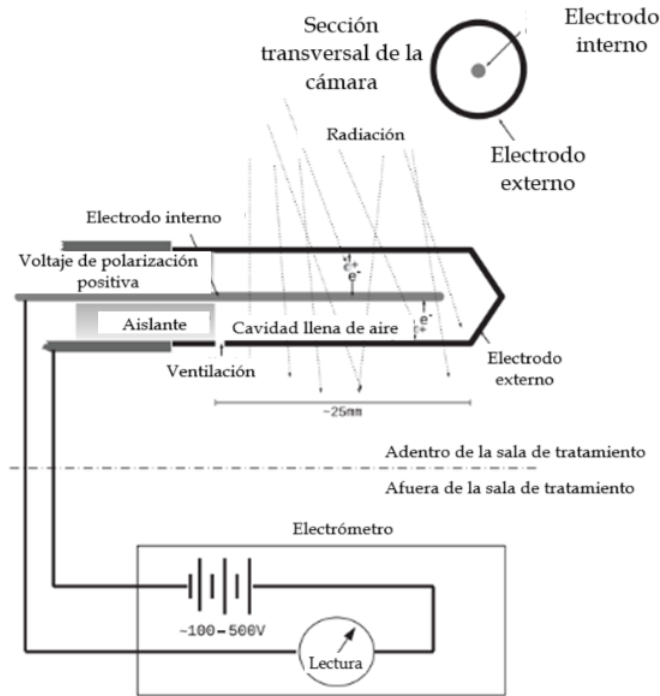 Sección
transversal de la
cámara
Electrodo
interno
Radiación
Electrodo
externo
Electrodo interno
Voltaje de polarización
positiva
e+
e-
Aislante
Cavidad llena de aire
e-
e+
Ventilación
Electrodo
externo
~25mm
Adentro de la sala de tratamiento
Afuera de la sala de tratamiento
Electrómetro
~100-500V
Lectura